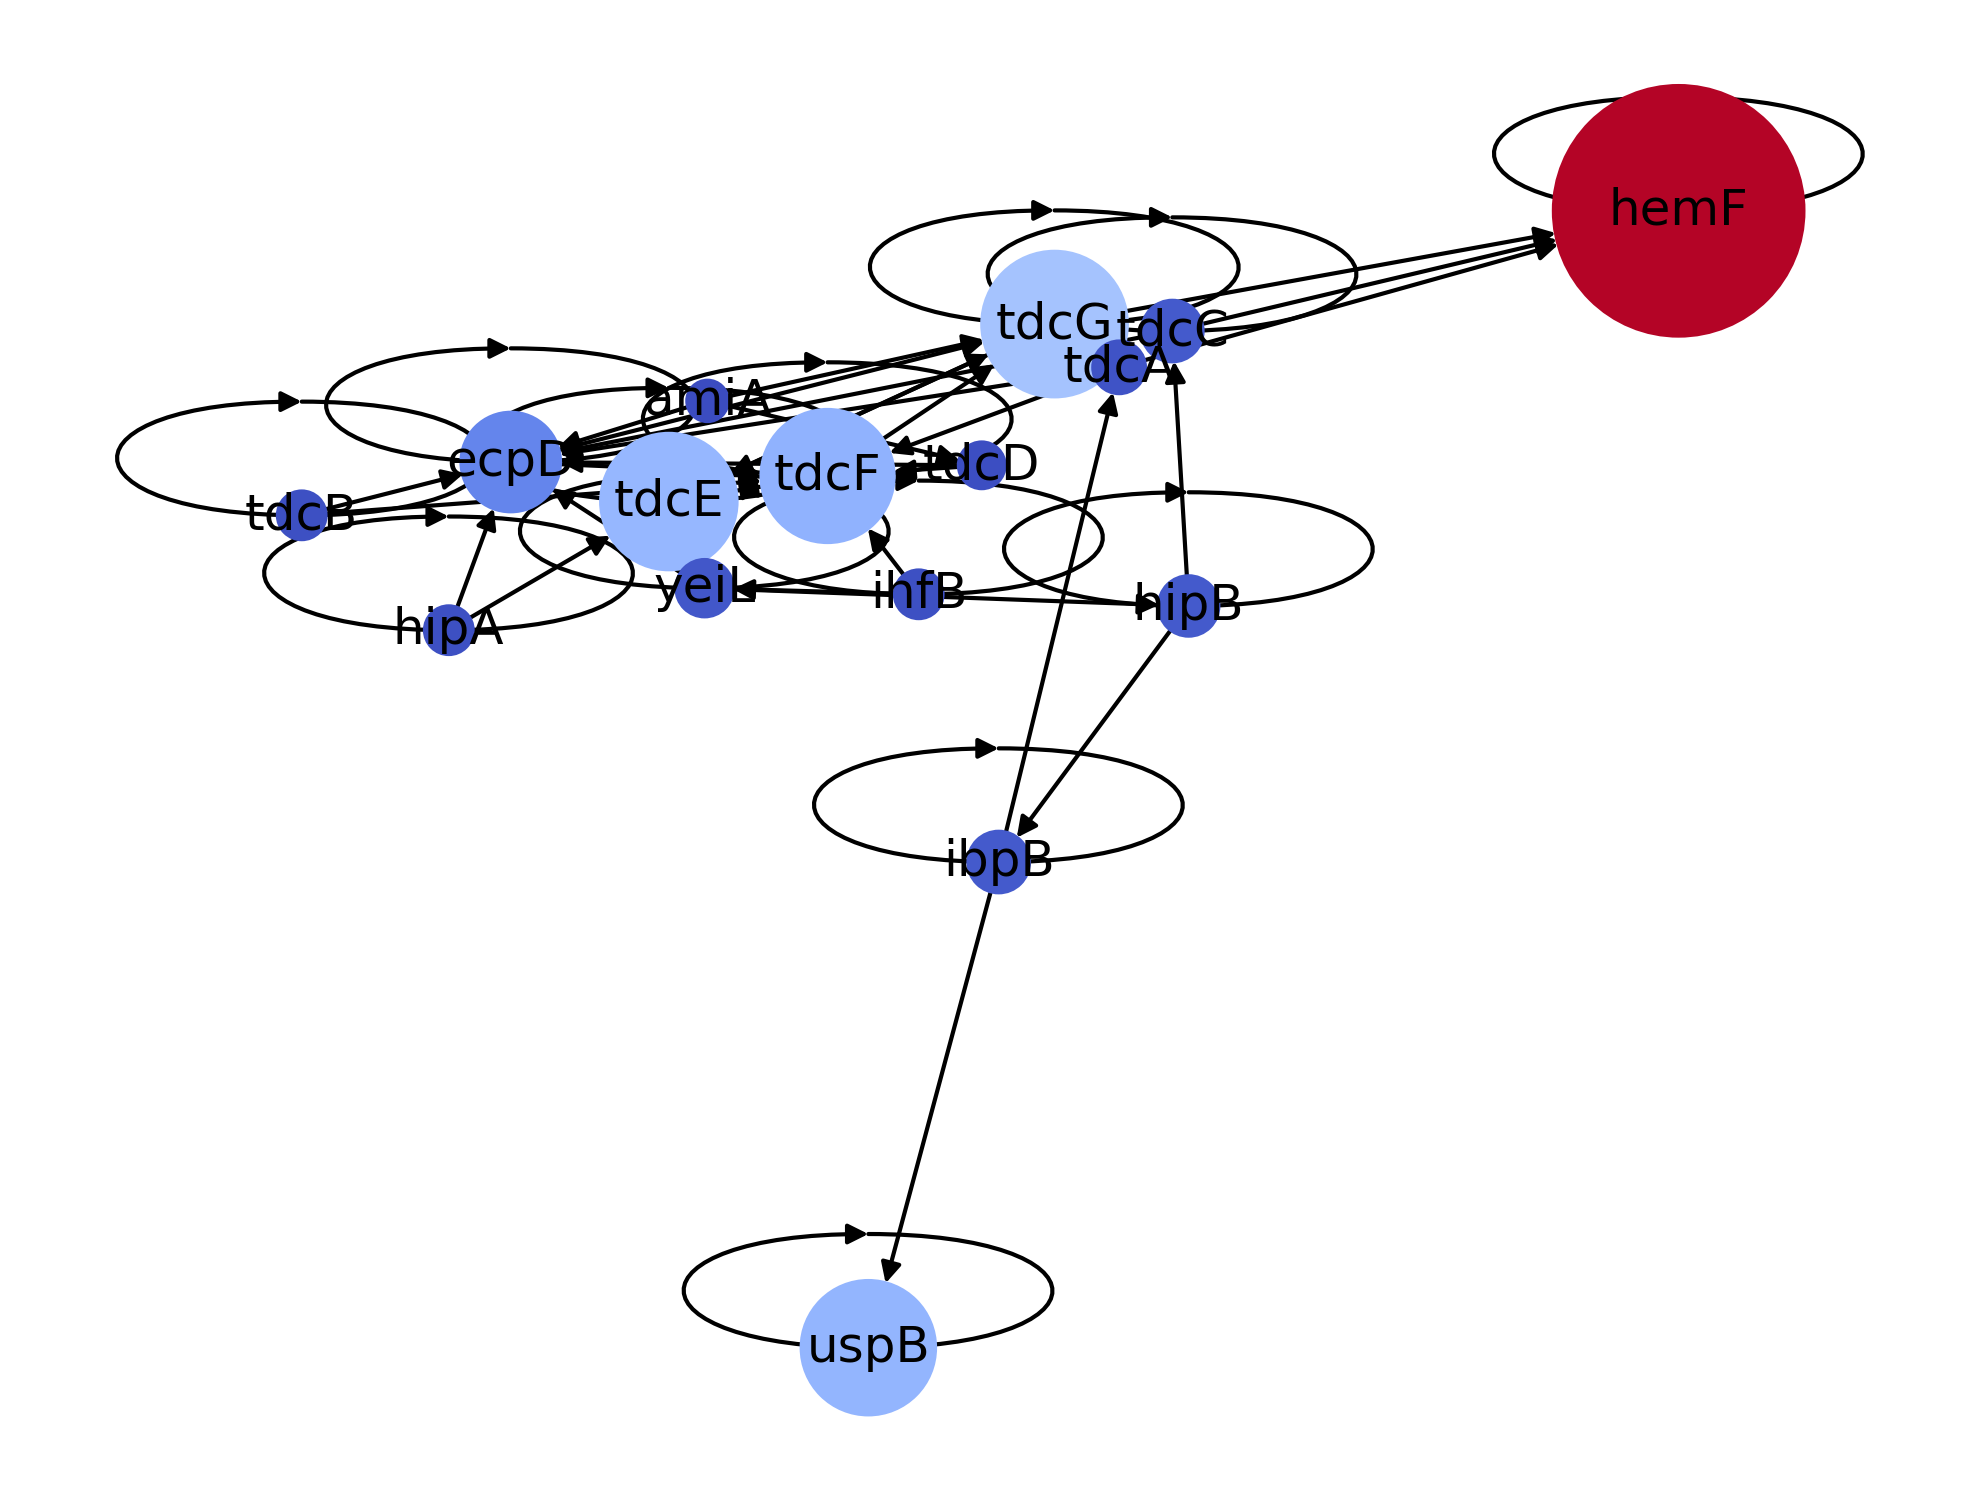 hemF
tdcG
tdcC
tdcA
amiA
ecpD
tdcF
tdcD
tdcE
tdcB
yeiL
ihfB
hipB
hipA
ibpB
uspB